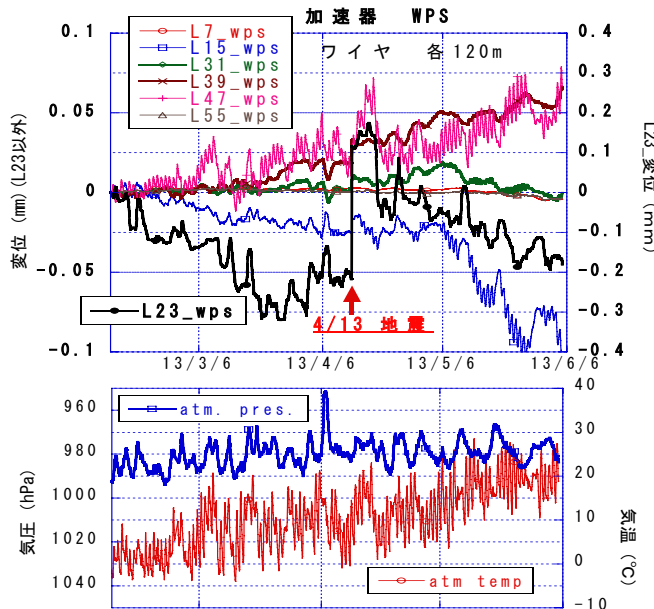 加速器 WPS
ワイヤ 各120m
L7_wps
L15_wps
L31_wps
L39_wps
L47_wps
L55_wps
0.1
0.05
0
-0.05
-0.1
変位 (mm)(L23以外)
0.4
0.3
0.2
0.1
0
-0.1
-0.2
-0.3
-0.4
L23_変位 (mm)
L23_wps
4/13 地震
13/3/6
13/4/6
13/5/6
13/6/6
atm. pres.
960
980
1000
1020
1040
気圧 (hPa)
40
30
20
10
0
-10
気温 (℃)
atm temp